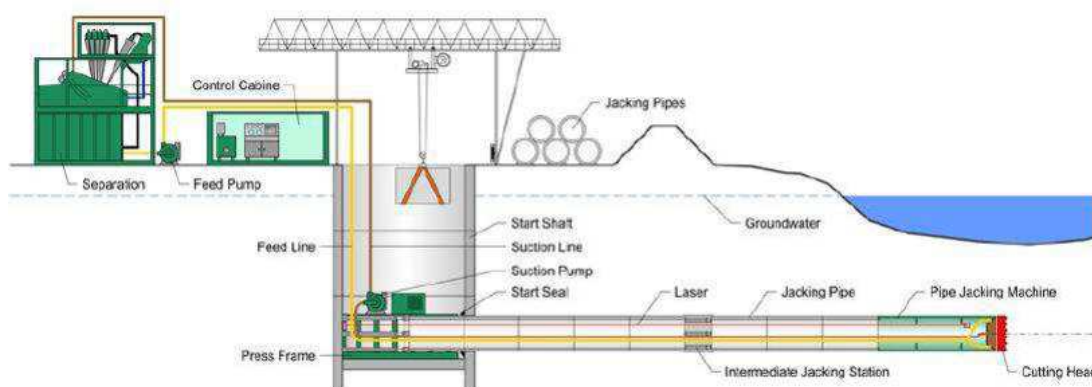 Control Cabine
Jacking Pipes
Separation
Feed Pump
Groundwater
Start Shaft
Feed Line
Suction Line
Suction Pump
Start Seal
Laser
Jacking Pipe
Pipe Jacking Machine
Press Frame
Intermediate Jacking Station
Cutting Head